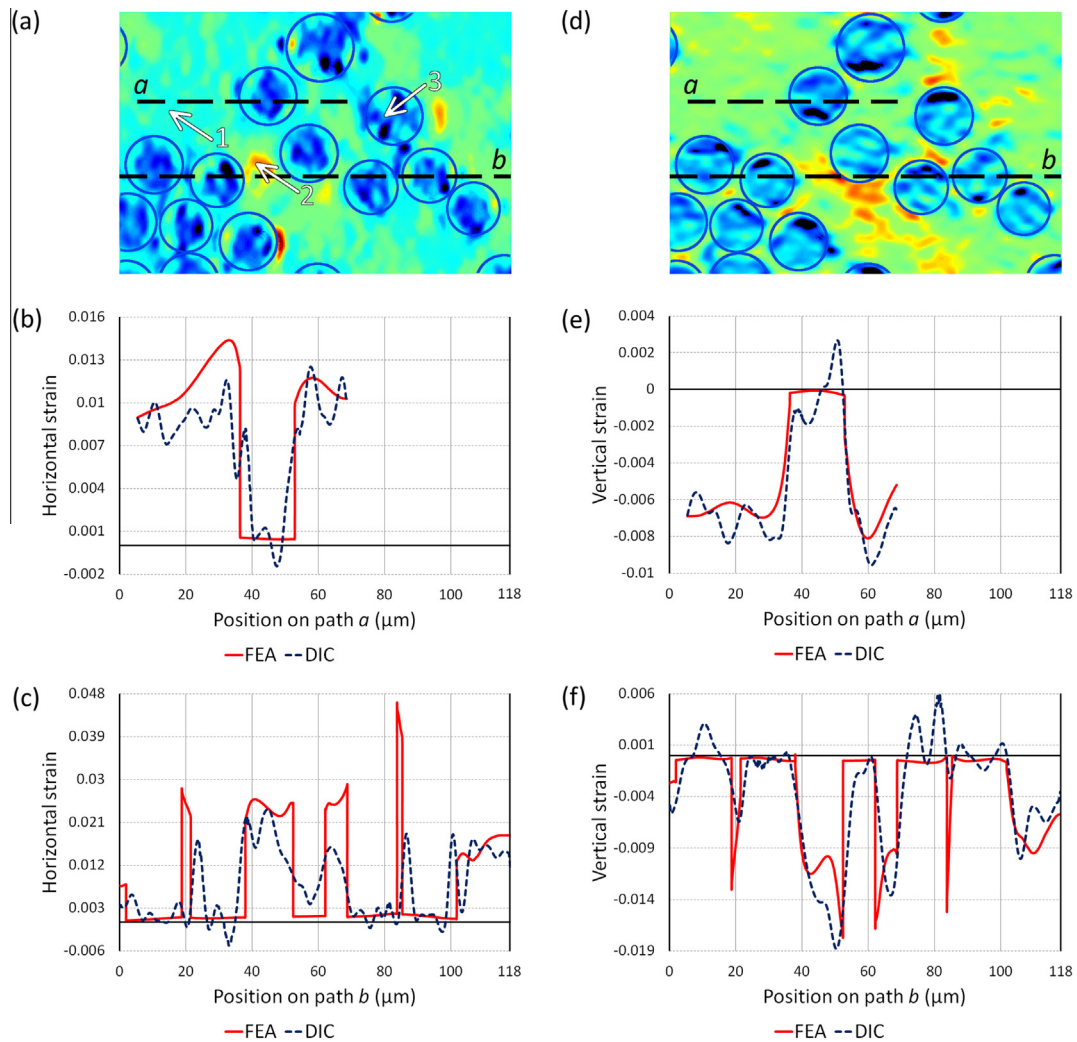 (a)
a
1
2
3
b
(d)
a
b
(b)
Horizontal strain
0.016
0.013
0.01
0.007
0.004
0.001
-0.002
0 20 40 60 80 100 118
Position on path a (μm)
FEA DIC
(e)
Vertical strain
0.004
0.002
0
-0.002
-0.004
-0.006
-0.008
-0.01
0 20 40 60 80 100 118
Position on path a (μm)
FEA DIC
(c)
Horizontal strain
0.048
0.039
0.03
0.021
0.012
0.003
-0.006
0 20 40 60 80 100 118
Position on path b (μm)
FEA DIC
(f)
Vertical strain
0.006
0.001
-0.004
-0.009
-0.014
-0.019
0 20 40 60 80 100 118
Position on path b (μm)
FEA DIC